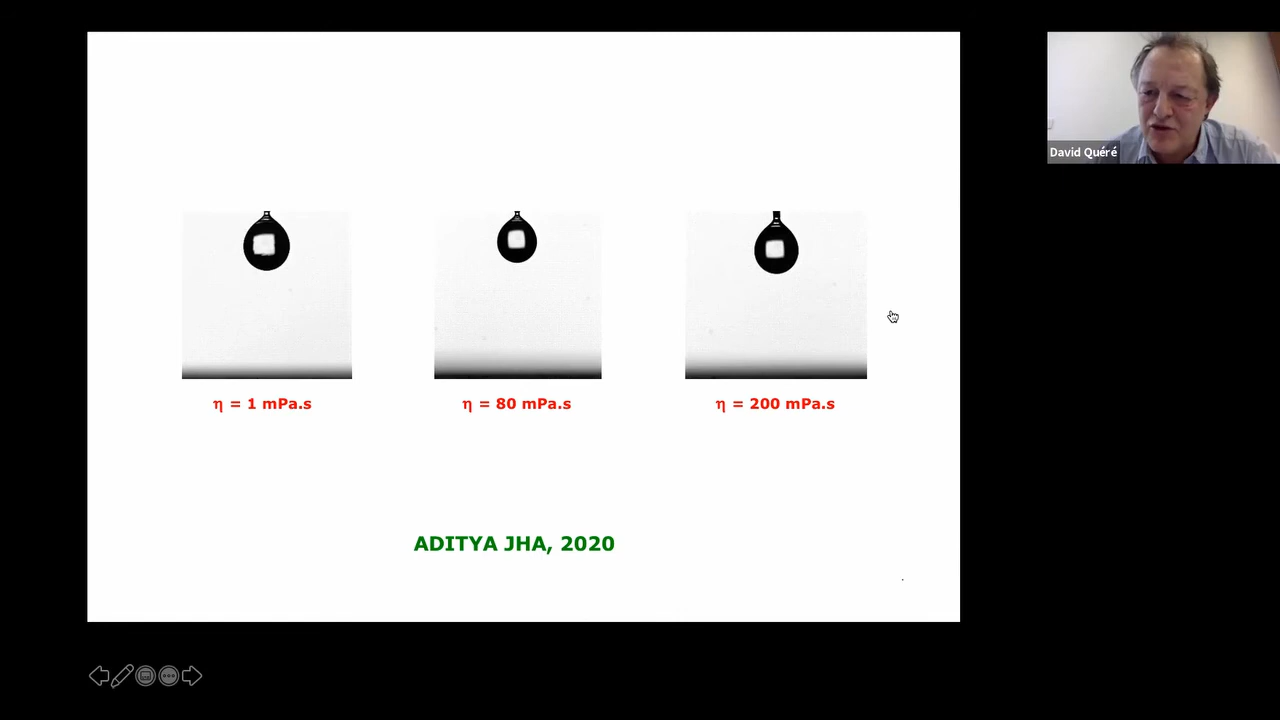 David Quéré
η = 1 mPa.s
η = 80 mPa.s
η = 200 mPa.s
ADITYA JHA, 2020